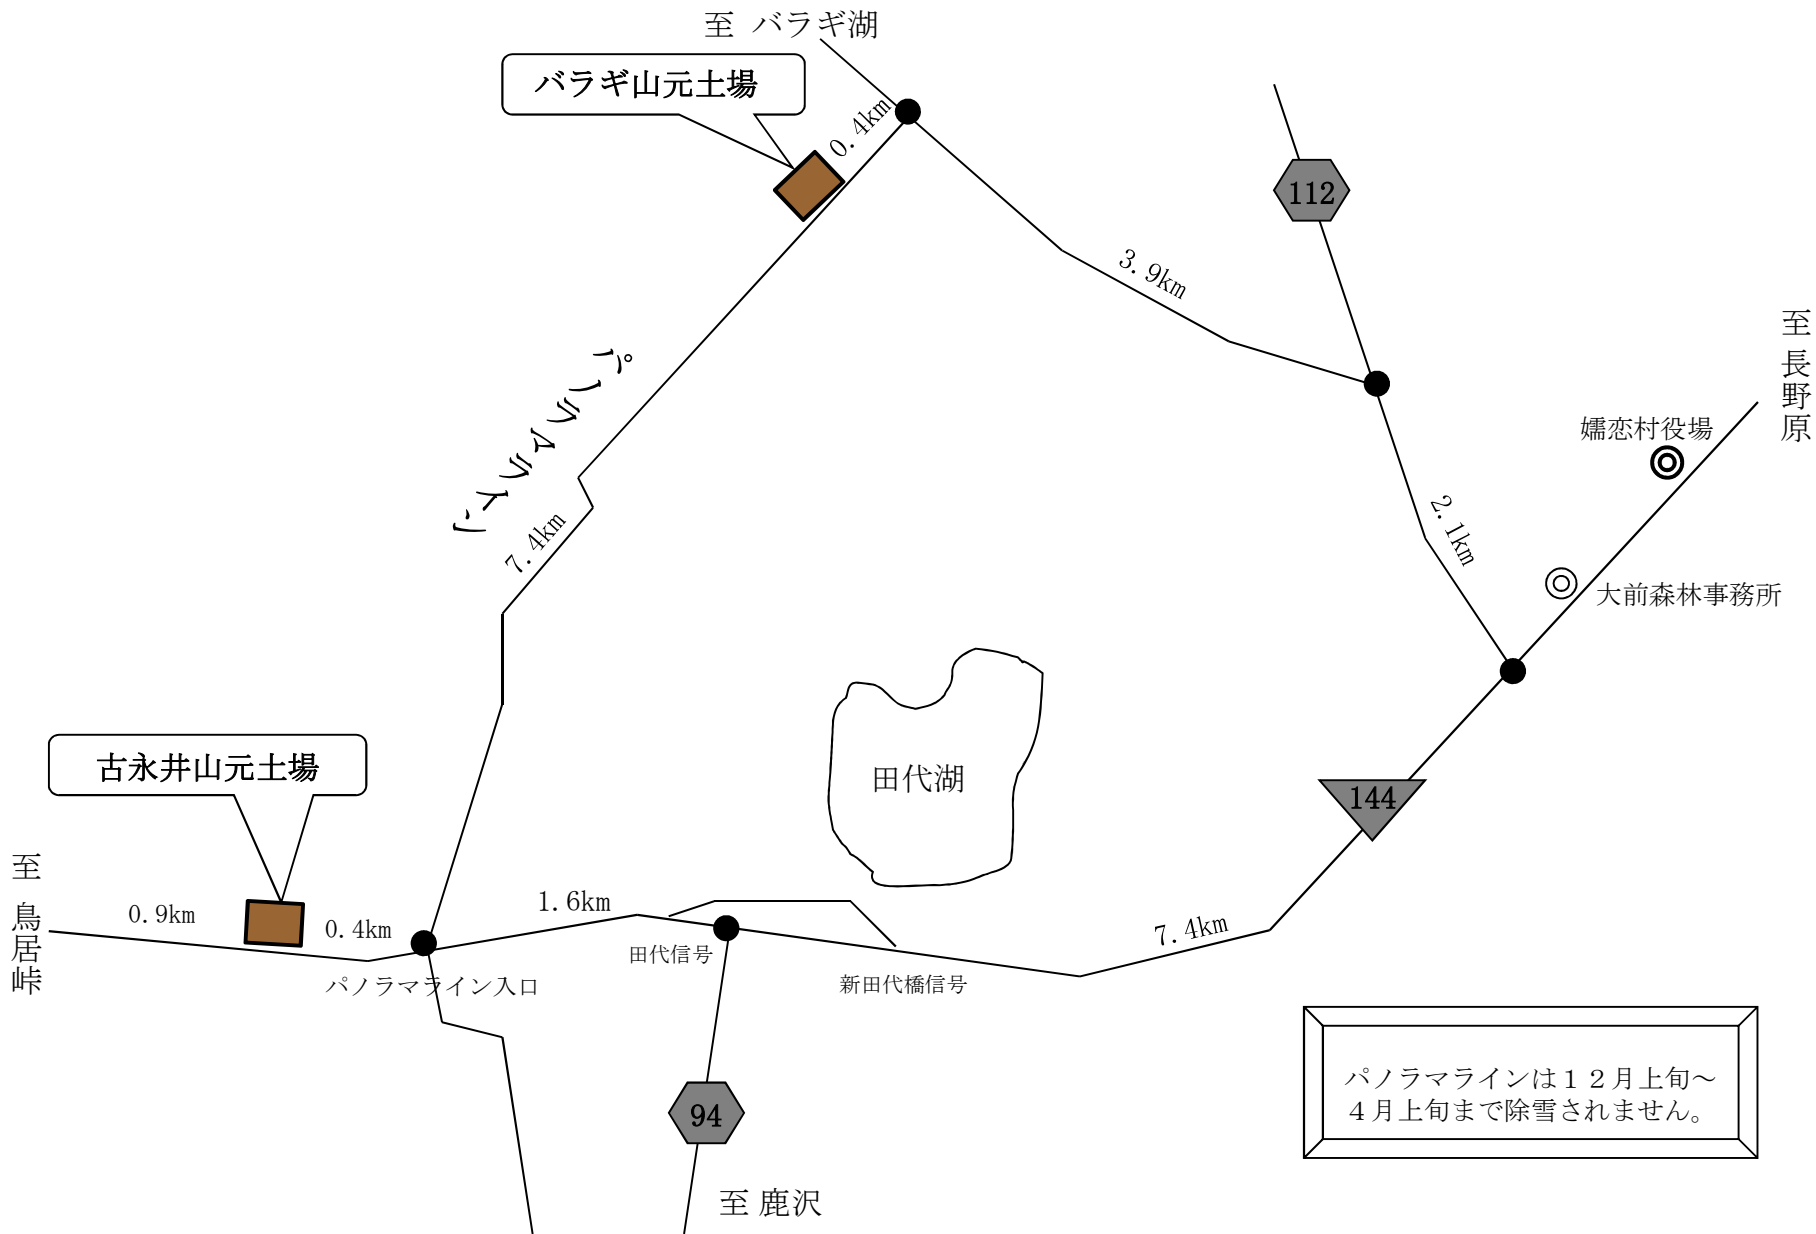 至 バラギ湖
バラギ山元土場
0.4km
112
3.9km
至 長野原
パノラマライン
嬬恋村役場
7.4km
2.1km
大前森林事務所
田代湖
古永井山元土場
144
至 鳥居峠
0.9km
0.4km
1.6km
7.4km
田代信号
パノラマライン入口
新田代橋信号
パノラマラインは１２月上旬～
４月上旬まで除雪されません。
94
至 鹿沢